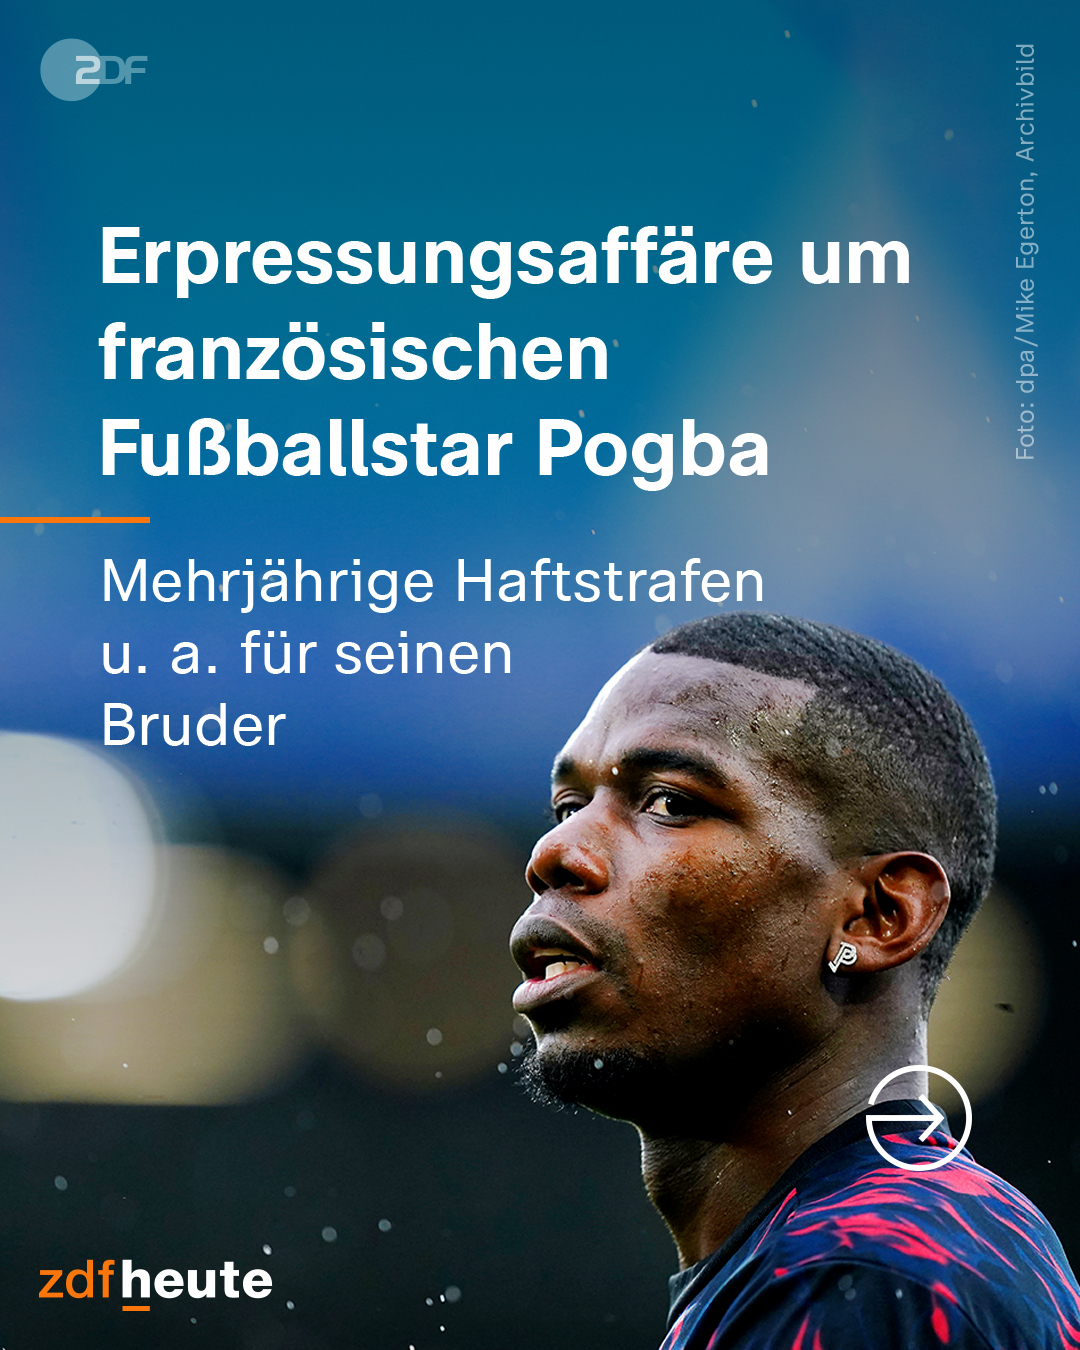 ZDF
Foto: dpa/Mike Egerton, Archivbild
Erpressungsaffäre um
französischen
Fußballstar Pogba
Mehrjährige Haftstrafen
u. a. für seinen
Bruder
P
zdfheute